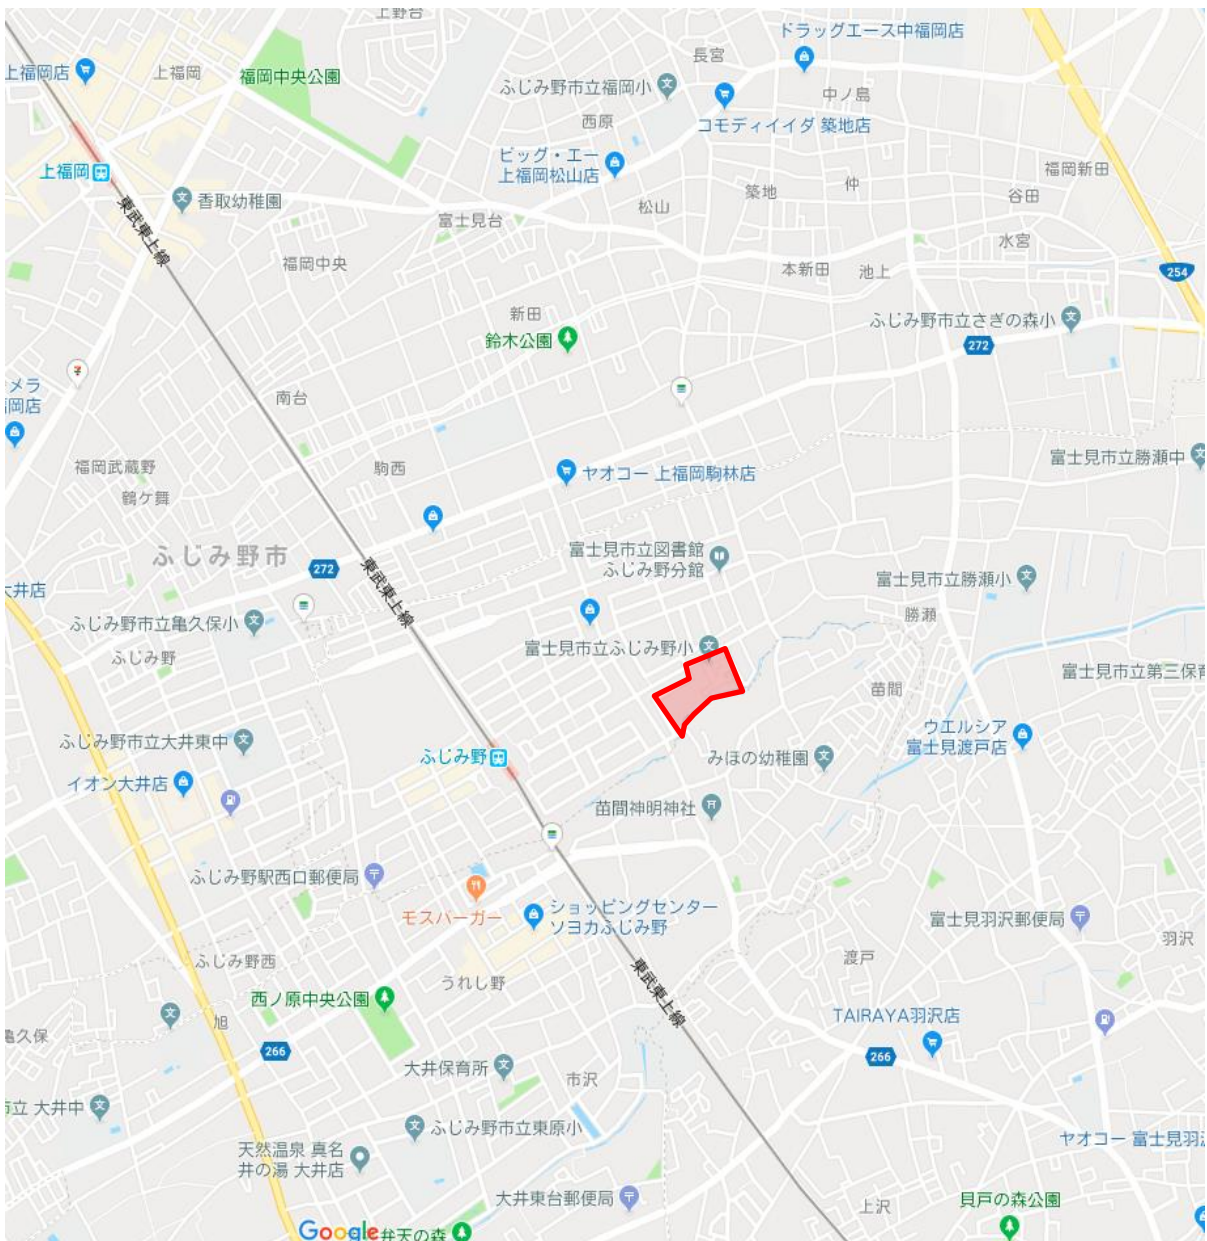 上野台
ドラッグエース中福岡店
長宮
上福岡店
上福岡
福岡中央公園
ふじみ野市立福岡小
中ノ島
西原
コモディイイダ 築地店
ビッグ・エー
上福岡松山店
上福岡
福岡新田
香取幼稚園
築地
仲
谷田
松山
富士見台
東武東上線
水宮
福岡中央
本新田
池上
254
新田
ふじみ野市立さぎの森小
鈴木公園
272
メラ
岡店
南台
福岡武蔵野
駒西
ヤオコー 上福岡駒林店
富士見市立勝瀬中
鶴ケ舞
ふじみ野市
富士見市立図書館
ふじみ野分館
272
東武東上線
富士見市立勝瀬小
大井店
勝瀬
ふじみ野市立亀久保小
ふじみ野
富士見市立ふじみ野小
富士見市立第三保育
苗間
ふじみ野市立大井東中
ウエルシア
富士見渡戸店
ふじみ野
みほの幼稚園
イオン大井店
苗間神明神社
ふじみ野駅西口郵便局
モスバーガー
ショッピングセンター
ソヨカふじみ野
富士見羽沢郵便局
羽沢
ふじみ野西
渡戸
うれし野
東武東上線
西ノ原中央公園
TAIRAYA羽沢店
旭
亀久保
266
266
大井保育所
市沢
市立 大井中
ふじみ野市立東原小
ヤオコー 富士見羽沢
天然温泉 真名
井の湯 大井店
大井東台郵便局
上沢
貝戸の森公園
Google
弁天の森